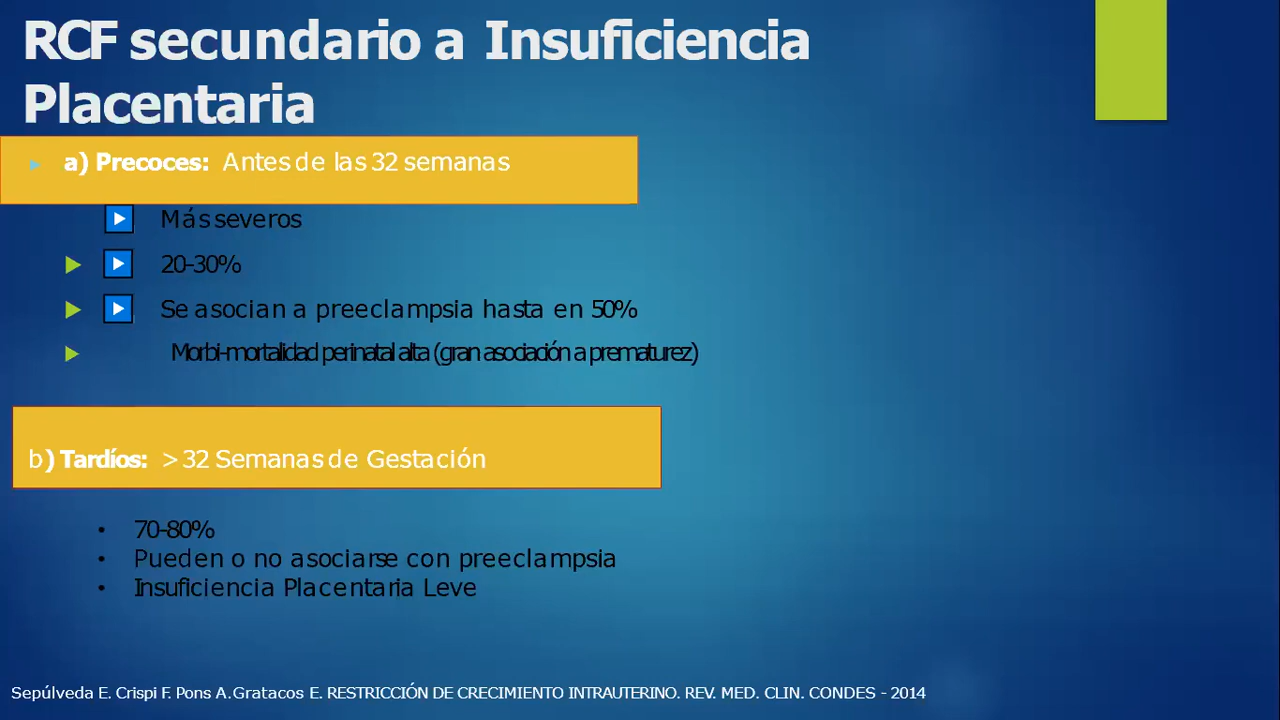 RCF secundario a Insuficiencia
Placentaria
a) Precoces: Antes de las 32 semanas
Más severos
20-30%
Se asocian a preeclampsia hasta en 50%
Morbi-mortalidad perinatal alta (gran asociación a prematurez)
b) Tardíos: > 32 Semanas de Gestación
• 70-80%
• Pueden o no asociarse con preeclampsia
• Insuficiencia Placentaria Leve
Sepúlveda E. Crispi F. Pons A. Gratacos E. RESTRICCIÓN DE CRECIMIENTO INTRAUTERINO. REV. MED. CLIN. CONDES - 2014